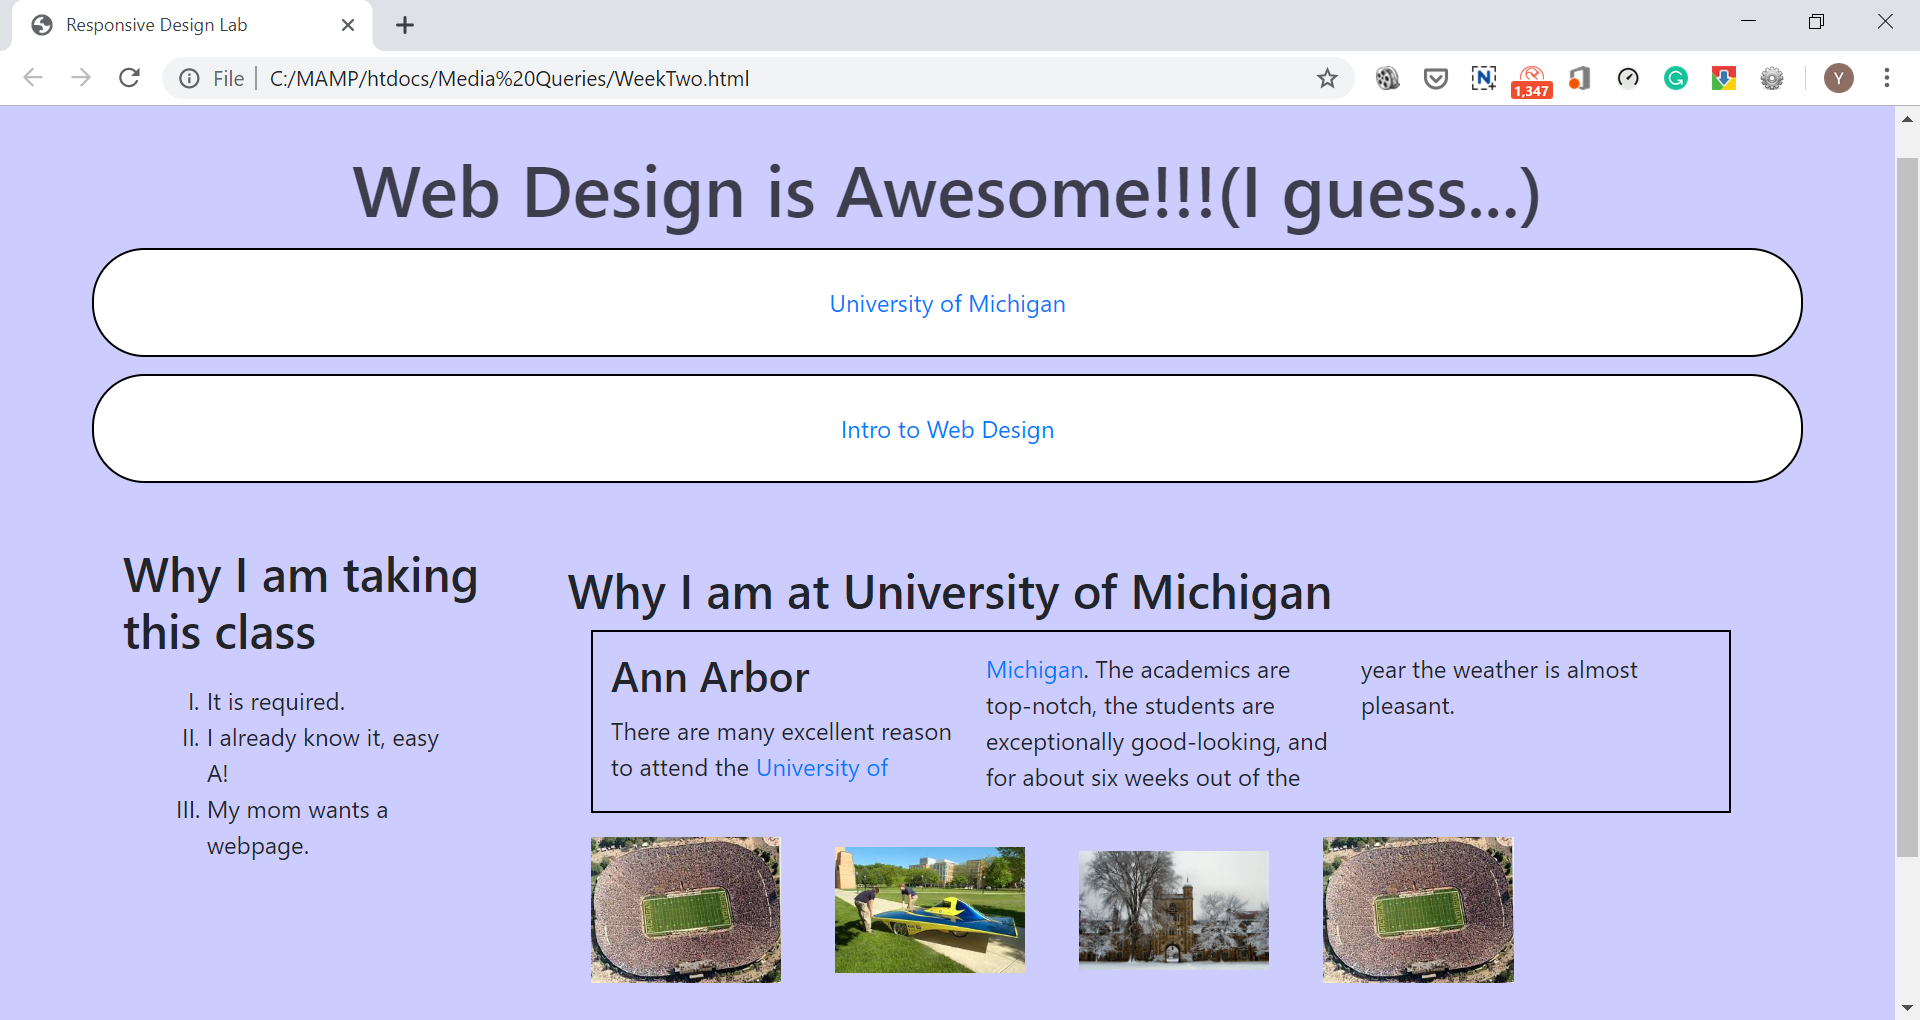 Responsive Design Lab
File
C:/MAMP/htdocs/Media%20Queries/WeekTwo.html
N
1,347
G
Y
Web Design is Awesome!!!(I guess...)
University of Michigan
Intro to Web Design
Why I am taking
this class
I. It is required.
II. I already know it, easy
A!
III. My mom wants a
webpage.
Why I am at University of Michigan
Ann Arbor
There are many excellent reason
to attend the University of
Michigan. The academics are
top-notch, the students are
exceptionally good-looking, and
for about six weeks out of the
year the weather is almost
pleasant.